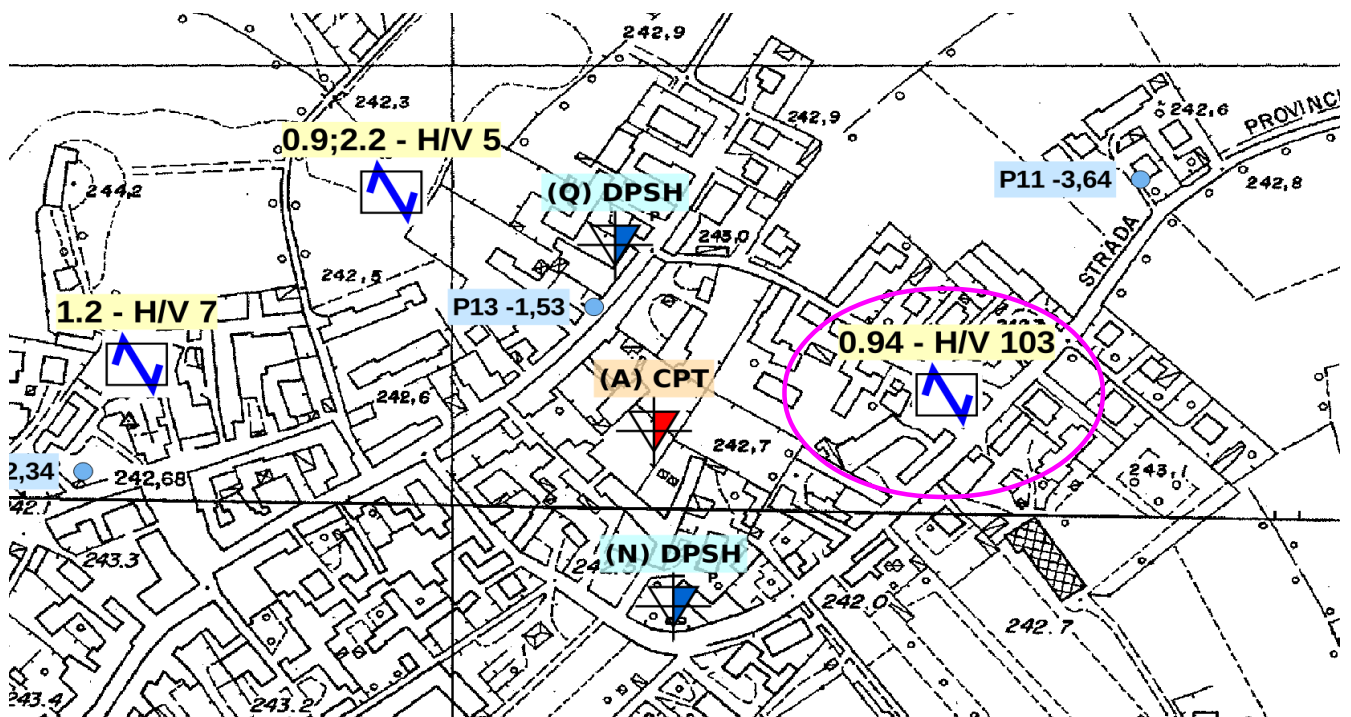 242,9
242.3
242,9
242,6
PROVINC
0.9;2.2 - H/V 5
P11 -3,64
242,8
244,2
(Q) DPSH
P
243,0
STRADA
242,5
P13 -1,53
1.2 - H/V 7
0.94 - H/V 103
(A) CPT
242,6
242,7
2,34
242,68
243,1
42.1
243.3
(N) DPSH
P
242.0
242.7
243.4
243.2